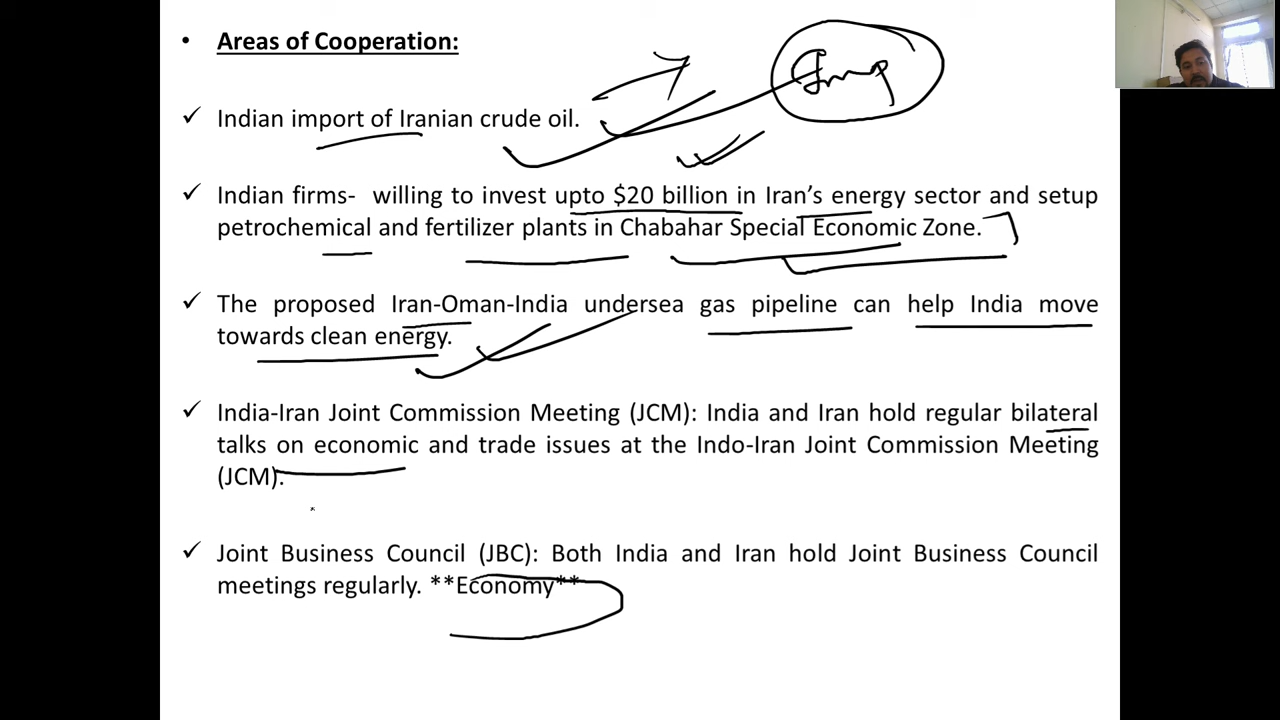 • Areas of Cooperation:
✓ Indian import of Iranian crude oil.
✓ Indian firms- willing to invest upto $20 billion in Iran's energy sector and setup
petrochemical and fertilizer plants in Chabahar Special Economic Zone.
✓ The proposed Iran-Oman-India undersea gas pipeline can help India move
towards clean energy.
✓ India-Iran Joint Commission Meeting (JCM): India and Iran hold regular bilateral
talks on economic and trade issues at the Indo-Iran Joint Commission Meeting
(JCM).
✓ Joint Business Council (JBC): Both India and Iran hold Joint Business Council
meetings regularly. **Economy**